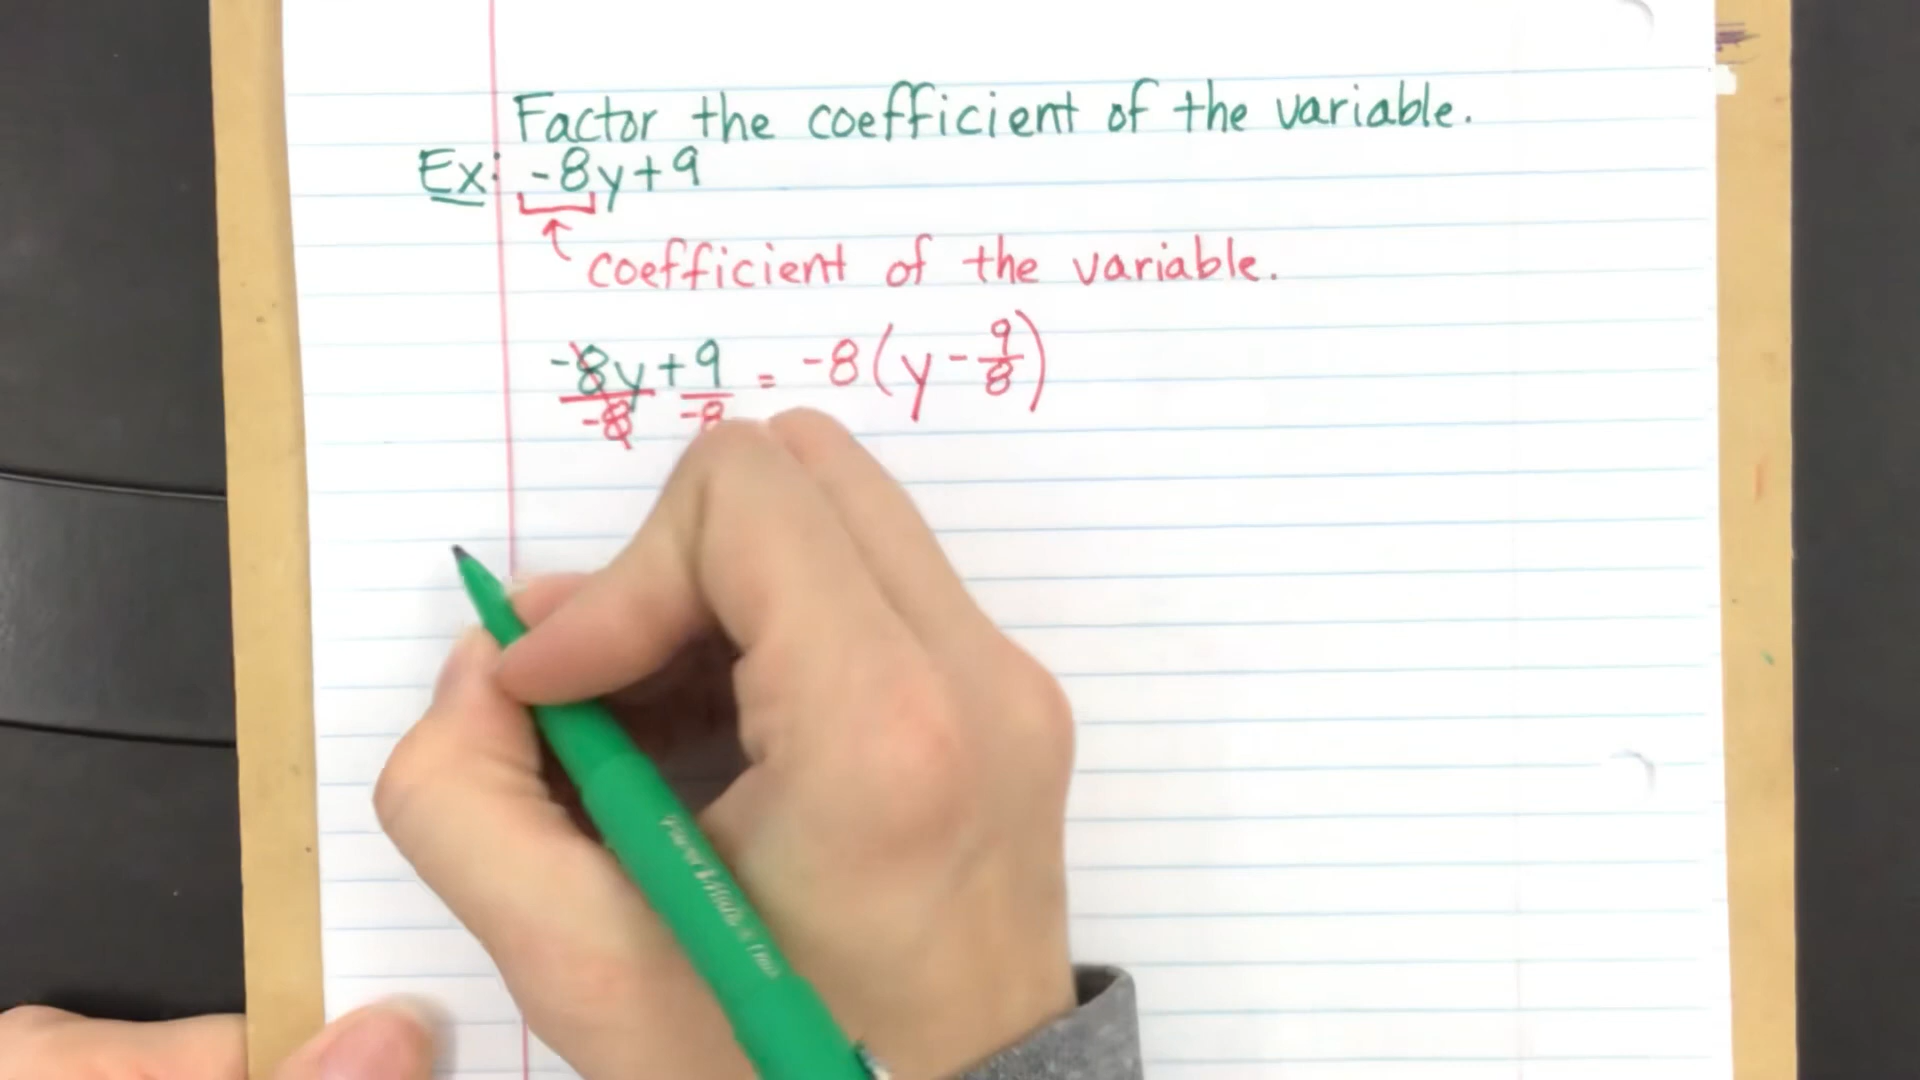 Factor the coefficient of the variable.
Ex: -8y+9
coefficient of the variable.
-8y/-8 + 9/-8 = -8(y - 9/8)
PaperMate